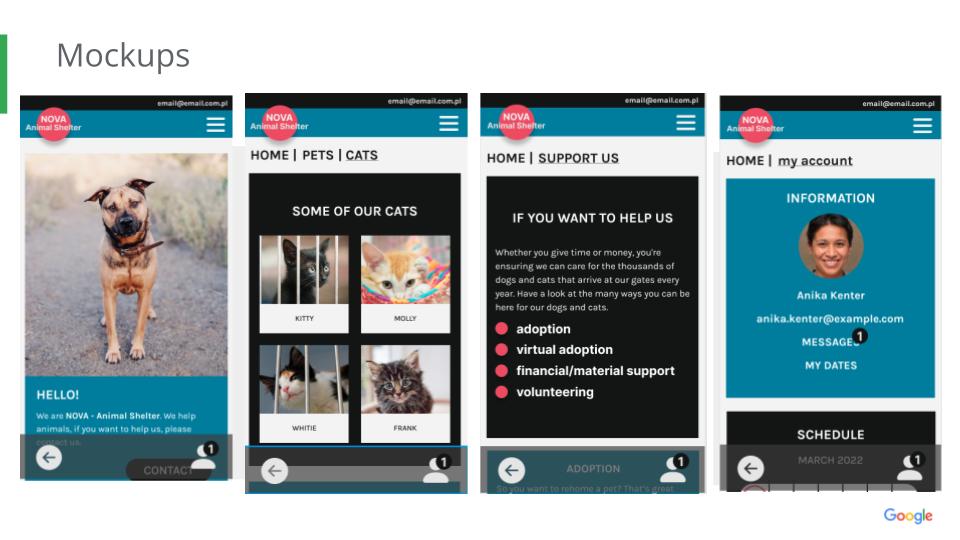 Mockups
email@email.com.pl
NOVA
Animal Shelter
HELLO!
We are NOVA - Animal Shelter. We help
animals, if you want to help us, please
contact us.
CONTACT
1
email@email.com.pl
NOVA
Animal Shelter
HOME | PETS | CATS
SOME OF OUR CATS
KITTY
MOLLY
WHITIE
FRANK
1
email@email.com.pl
NOVA
Animal Shelter
HOME | SUPPORT US
IF YOU WANT TO HELP US
Whether you give time or money, you're
ensuring we can care for the thousands of
dogs and cats that arrive at our gates every
year. Have a look at the many ways you can be
here for our dogs and cats.
adoption
virtual adoption
financial/material support
volunteering
ADOPTION
1
So you want to rehome a pet? That's great
email@email.com.pl
NOVA
Animal Shelter
HOME | my account
INFORMATION
Anika Kenter
anika.kenter@example.com
MESSAGES 1
MY DATES
SCHEDULE
MARCH 2022
1
Google